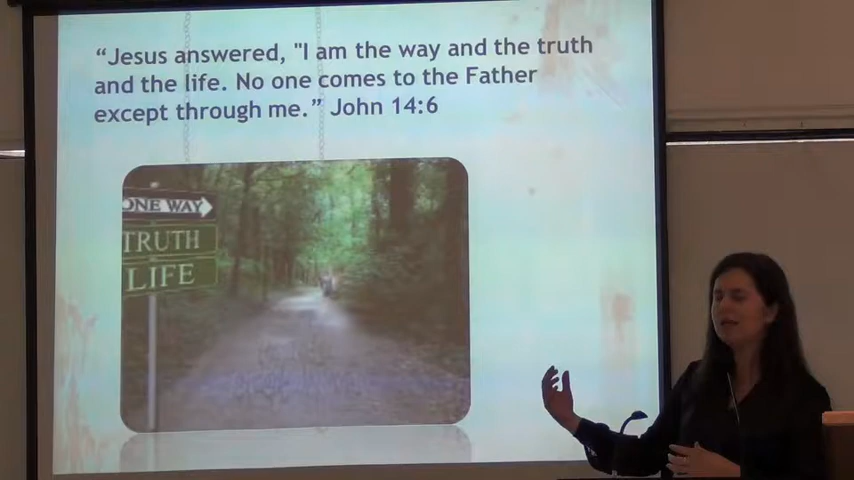 “Jesus answered, "I am the way and the truth
and the life. No one comes to the Father
except through me.” John 14:6
ONE WAY
TRUTH
LIFE